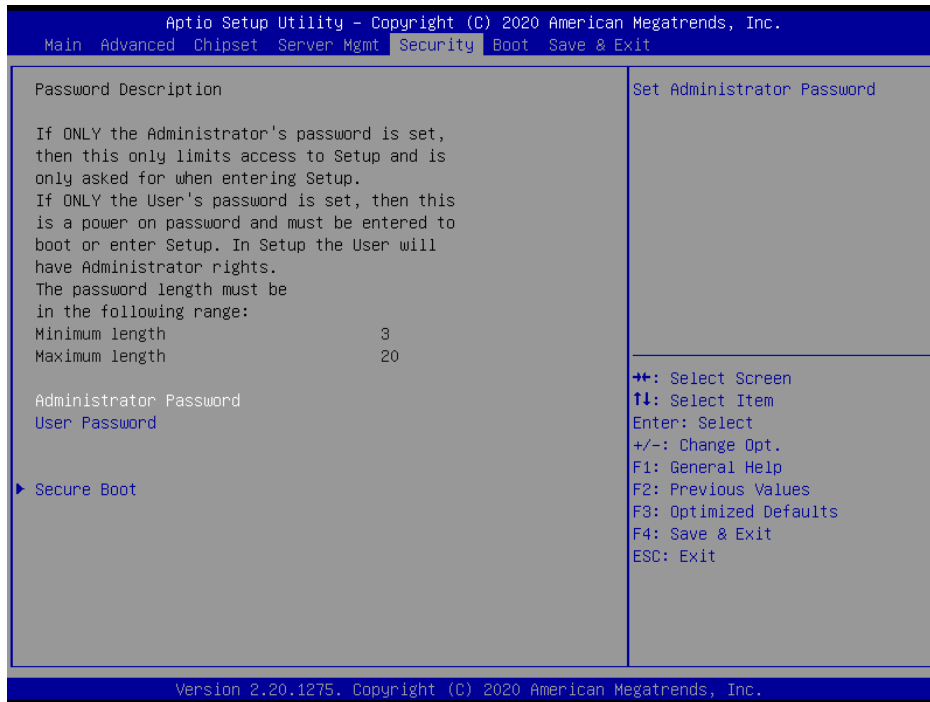 Aptio Setup Utility – Copyright (C) 2020 American Megatrends, Inc.
Main Advanced Chipset Server Mgmt Security Boot Save & Exit
Password Description
If ONLY the Administrator's password is set,
then this only limits access to Setup and is
only asked for when entering Setup.
If ONLY the User's password is set, then this
is a power on password and must be entered to
boot or enter Setup. In Setup the User will
have Administrator rights.
The password length must be
in the following range:
Minimum length 3
Maximum length 20
Administrator Password
User Password
Secure Boot
Set Administrator Password
→←: Select Screen
↑↓: Select Item
Enter: Select
+/-: Change Opt.
F1: General Help
F2: Previous Values
F3: Optimized Defaults
F4: Save & Exit
ESC: Exit
Version 2.20.1275. Copyright (C) 2020 American Megatrends, Inc.